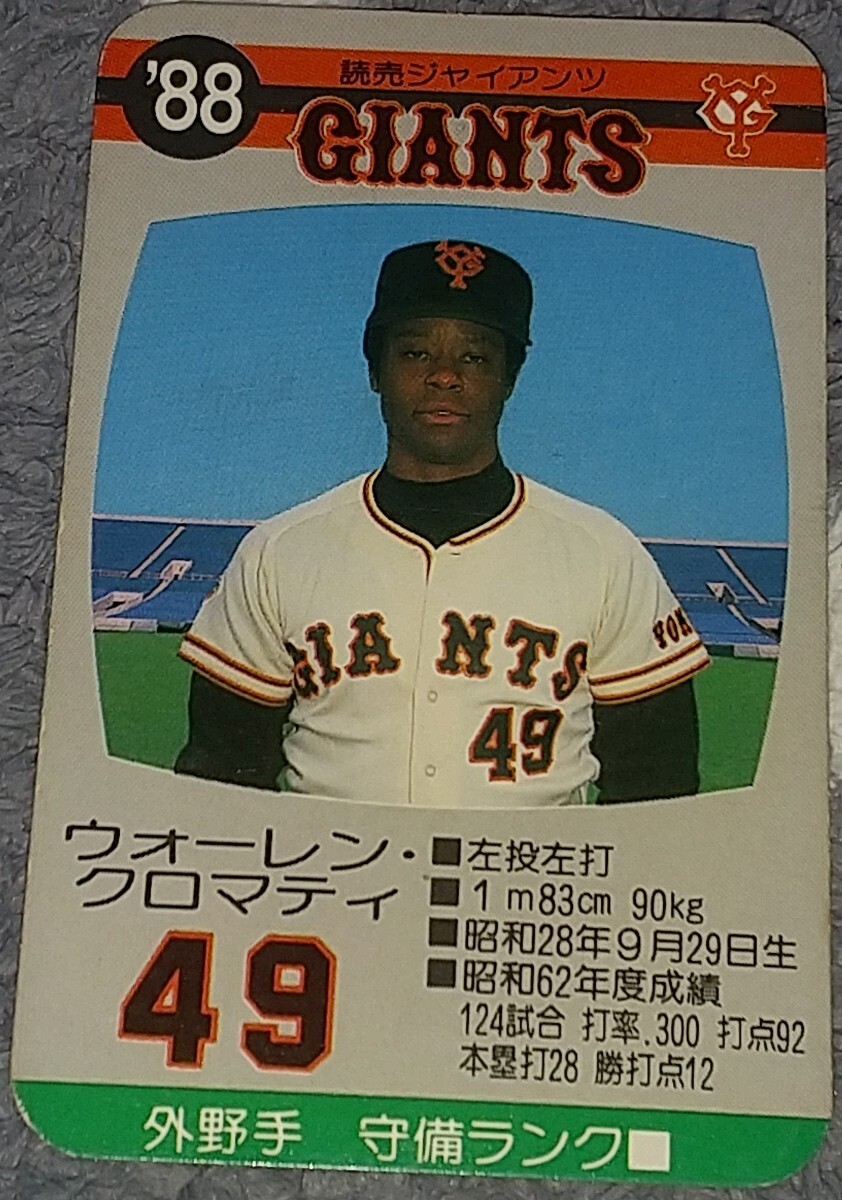 '88
読売ジャイアンツ
GIANTS
GIANTS
49
ウォーレン・
クロマティ
49
■左投左打
■1m83cm 90kg
■昭和28年9月29日生
■昭和62年度成績
124試合 打率.300 打点92
本塁打28 勝打点12
外野手 守備ランク■